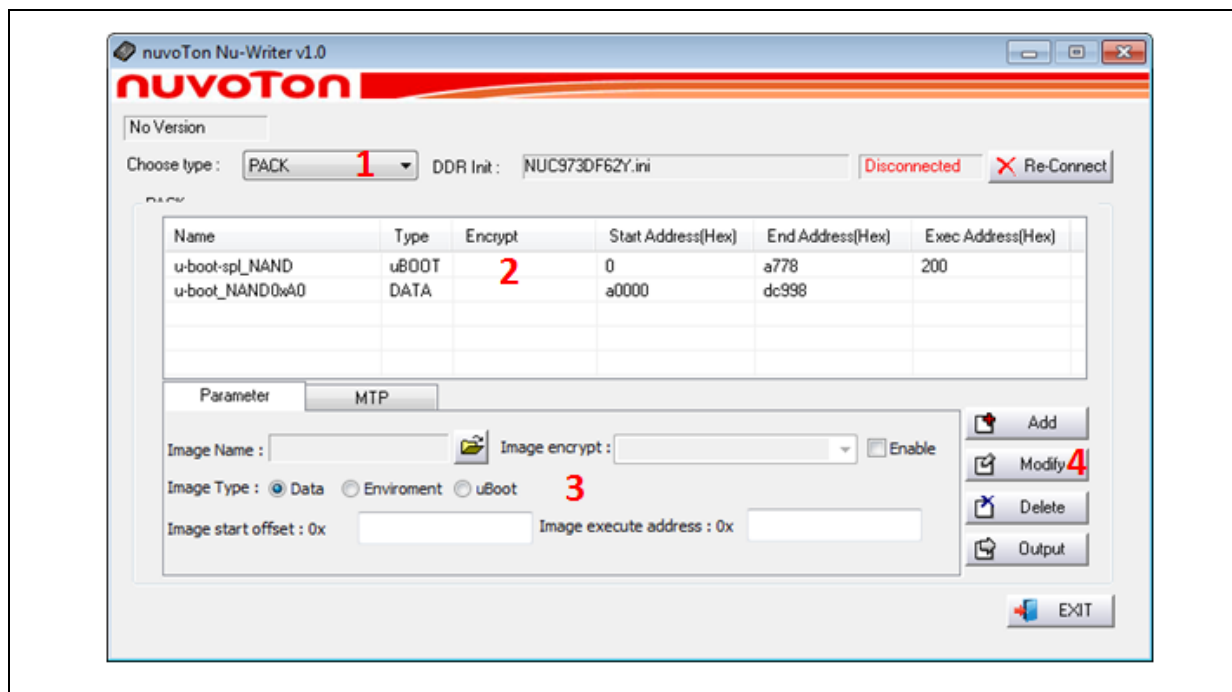 nuvoTon Nu-Writer v1.0
nuvoTon
No Version
Choose type : PACK 1 DDR Init : NUC973DF62Y.ini Disconnected Re-Connect
PACK
Name Type Encrypt Start Address(Hex) End Address(Hex) Exec Address(Hex)
u-boot-spl_NAND uBOOT 2 0 a778 200
u-boot_NAND0xA0 DATA a0000 dc998
Parameter MTP
Add
Image Name : Image encrypt : Enable
Modify 4
Image Type : Data Enviroment uBoot 3
Delete
Image start offset : 0x Image execute address : 0x
Output
EXIT